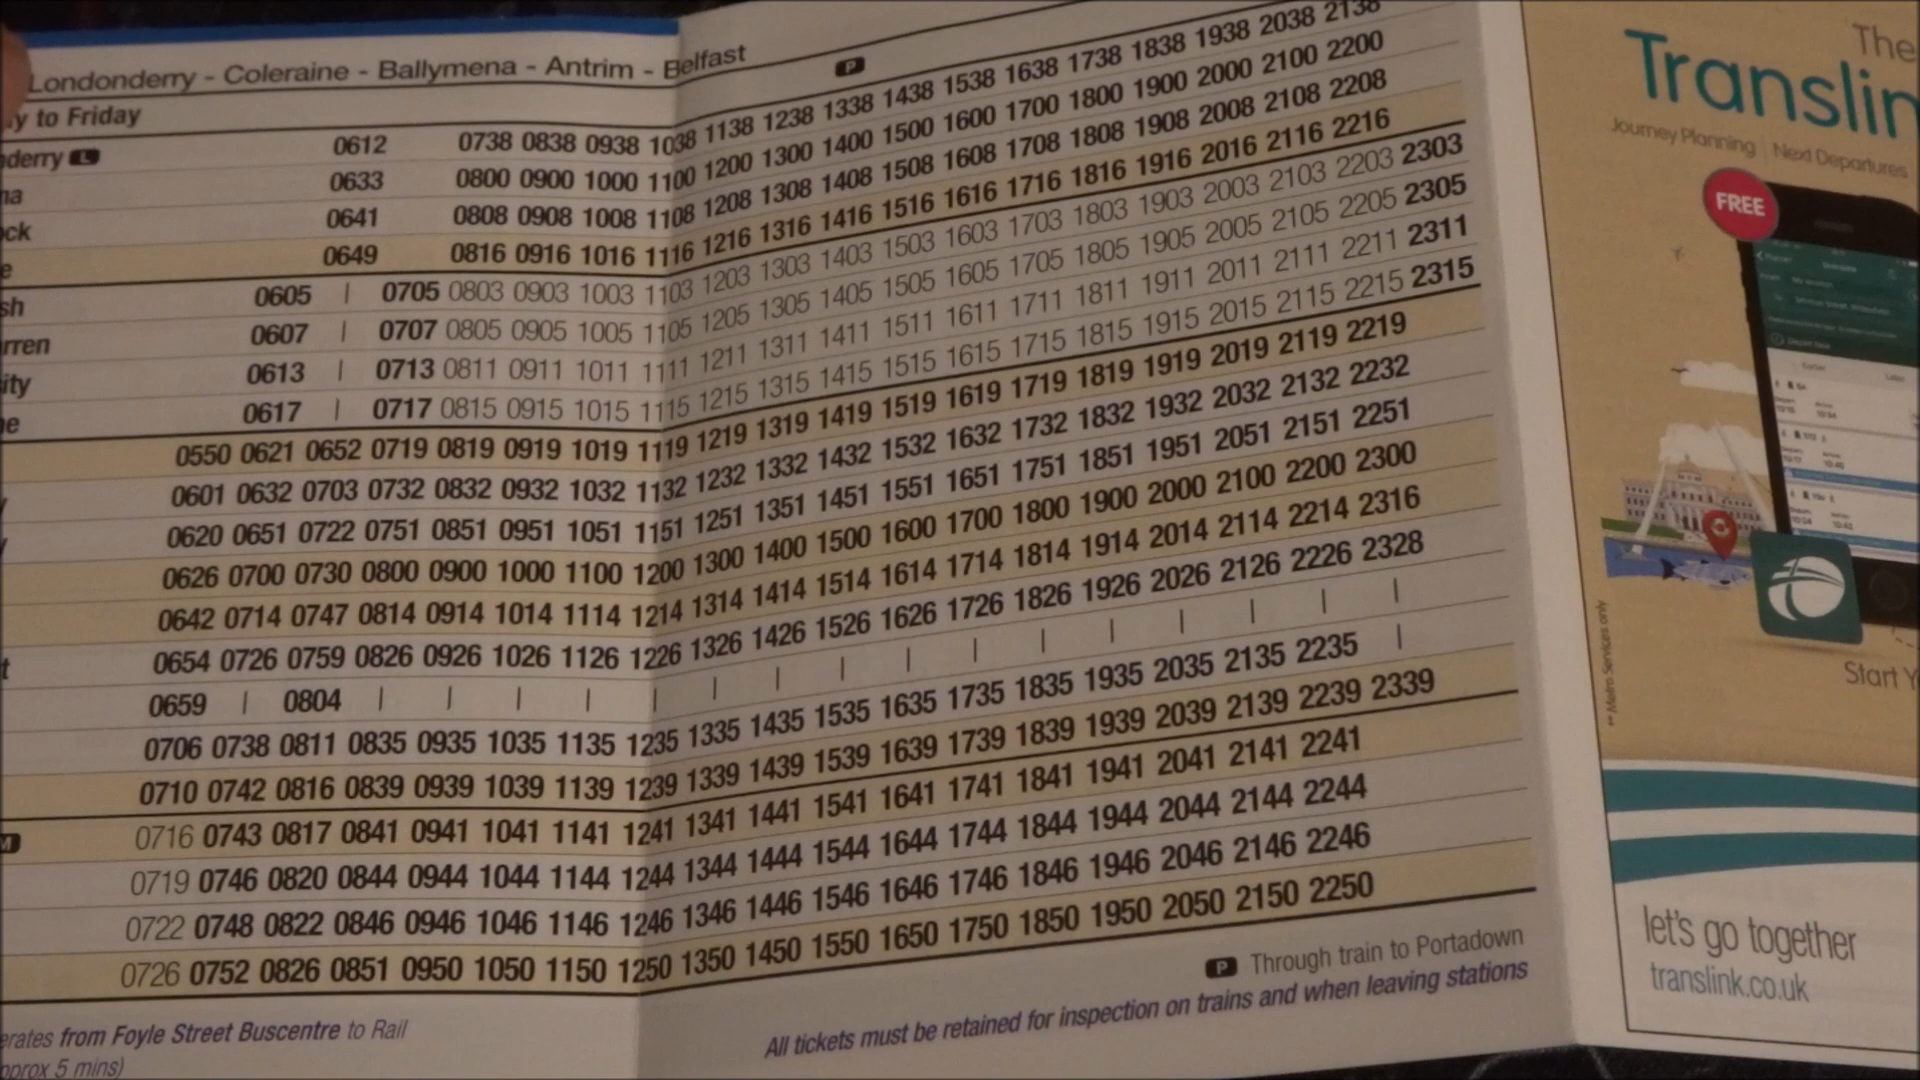 Londonderry - Coleraine - Ballymena - Antrim - Belfast
y to Friday
P
derry L 0612 0738 0838 0938 1038 1138 1238 1338 1438 1538 1638 1738 1838 1938 2038 2138
na 0633 0800 0900 1000 1100 1200 1300 1400 1500 1600 1700 1800 1900 2000 2100 2200
ck 0641 0808 0908 1008 1108 1208 1308 1408 1508 1608 1708 1808 1908 2008 2108 2208
e 0649 0816 0916 1016 1116 1216 1316 1416 1516 1616 1716 1816 1916 2016 2116 2216
sh 0605 | 0705 0803 0903 1003 1103 1203 1303 1403 1503 1603 1703 1803 1903 2003 2103 2203 2303
rren 0607 | 0707 0805 0905 1005 1105 1205 1305 1405 1505 1605 1705 1805 1905 2005 2105 2205 2305
ity 0613 | 0713 0811 0911 1011 1111 1211 1311 1411 1511 1611 1711 1811 1911 2011 2111 2211 2311
e 0617 | 0717 0815 0915 1015 1115 1215 1315 1415 1515 1615 1715 1815 1915 2015 2115 2215 2315
0550 0621 0652 0719 0819 0919 1019 1119 1219 1319 1419 1519 1619 1719 1819 1919 2019 2119 2219
0601 0632 0703 0732 0832 0932 1032 1132 1232 1332 1432 1532 1632 1732 1832 1932 2032 2132 2232
0620 0651 0722 0751 0851 0951 1051 1151 1251 1351 1451 1551 1651 1751 1851 1951 2051 2151 2251
0626 0700 0730 0800 0900 1000 1100 1200 1300 1400 1500 1600 1700 1800 1900 2000 2100 2200 2300
0642 0714 0747 0814 0914 1014 1114 1214 1314 1414 1514 1614 1714 1814 1914 2014 2114 2214 2316
t 0654 0726 0759 0826 0926 1026 1126 1226 1326 1426 1526 1626 1726 1826 1926 2026 2126 2226 2328
0659 | 0804 | | | | | | | | | | | | | | | |
0706 0738 0811 0835 0935 1035 1135 1235 1335 1435 1535 1635 1735 1835 1935 2035 2135 2235 |
0710 0742 0816 0839 0939 1039 1139 1239 1339 1439 1539 1639 1739 1839 1939 2039 2139 2239 2339
M 0716 0743 0817 0841 0941 1041 1141 1241 1341 1441 1541 1641 1741 1841 1941 2041 2141 2241
0719 0746 0820 0844 0944 1044 1144 1244 1344 1444 1544 1644 1744 1844 1944 2044 2144 2244
0722 0748 0822 0846 0946 1046 1146 1246 1346 1446 1546 1646 1746 1846 1946 2046 2146 2246
0726 0752 0826 0851 0950 1050 1150 1250 1350 1450 1550 1650 1750 1850 1950 2050 2150 2250
P Through train to Portadown
All tickets must be retained for inspection on trains and when leaving stations
erates from Foyle Street Buscentre to Rail
pprox 5 mins)
The
Translin
Journey Planning | Next Departures
FREE
** Metro Services only
Start Y
let's go together
translink.co.uk